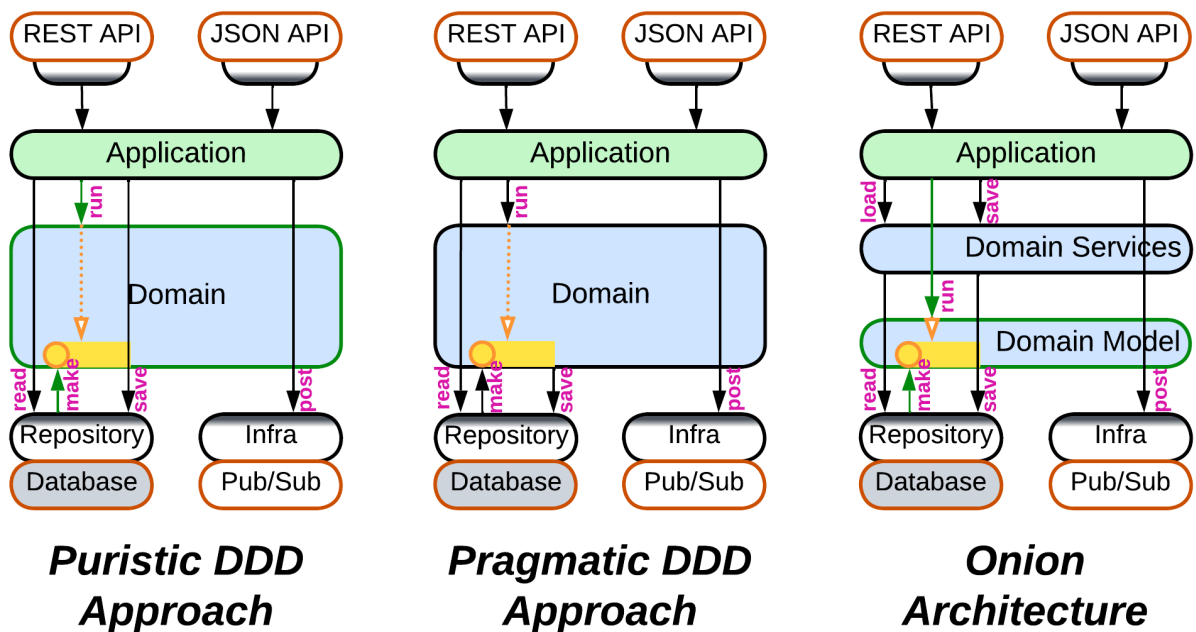 REST API
JSON API
Application
run
Domain
read
make
save
post
Repository
Infra
Database
Pub/Sub
Puristic DDD
Approach
REST API
JSON API
Application
run
Domain
read
make
save
post
Repository
Infra
Database
Pub/Sub
Pragmatic DDD
Approach
REST API
JSON API
Application
load
save
Domain Services
run
Domain Model
read
make
save
post
Repository
Infra
Database
Pub/Sub
Onion
Architecture